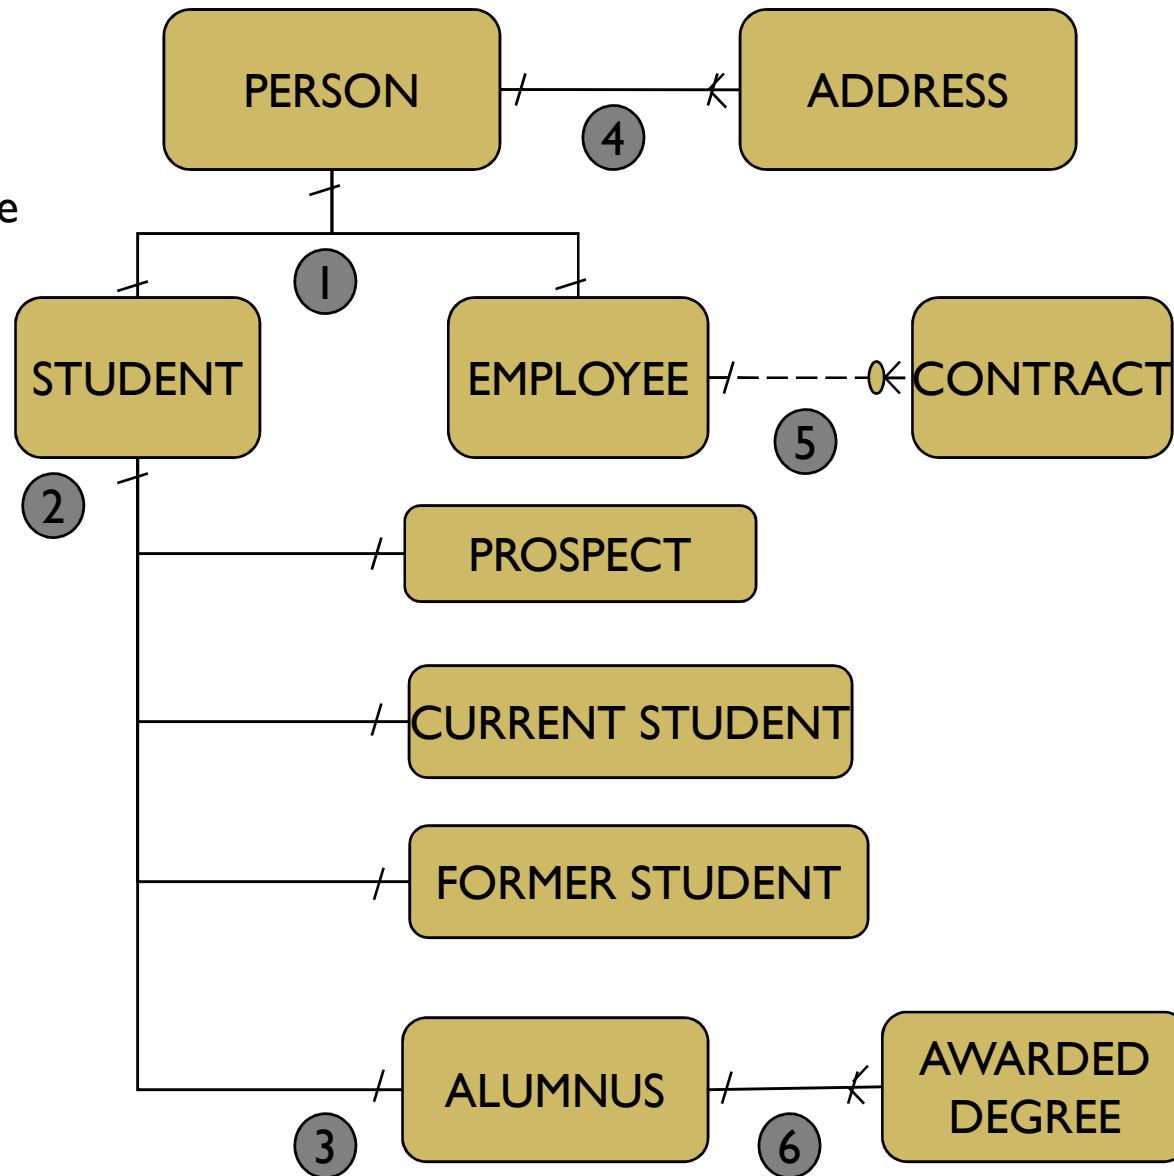 PERSON
ADDRESS
4
e
1
STUDENT
EMPLOYEE
CONTRACT
5
2
PROSPECT
CURRENT STUDENT
FORMER STUDENT
ALUMNUS
AWARDED
DEGREE
3
6